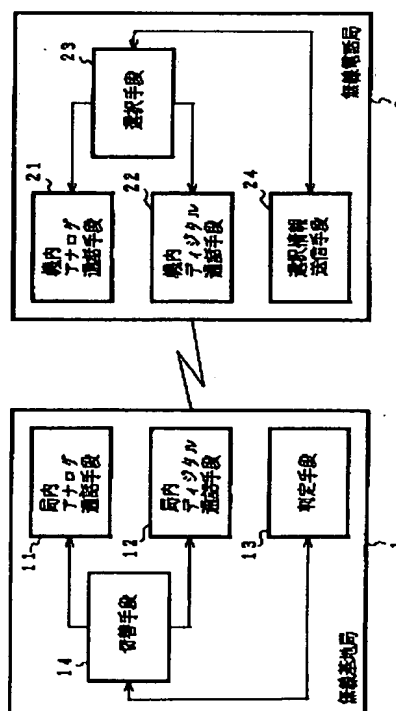 無線基地局
1
11
局内
アナログ
通話手段
12
局内
ディジタル
通話手段
13
判定手段
14
切替手段
無線電話局
2
21
機内
アナログ
通話手段
22
機内
ディジタル
通話手段
23
選択手段
24
選択情報
送信手段